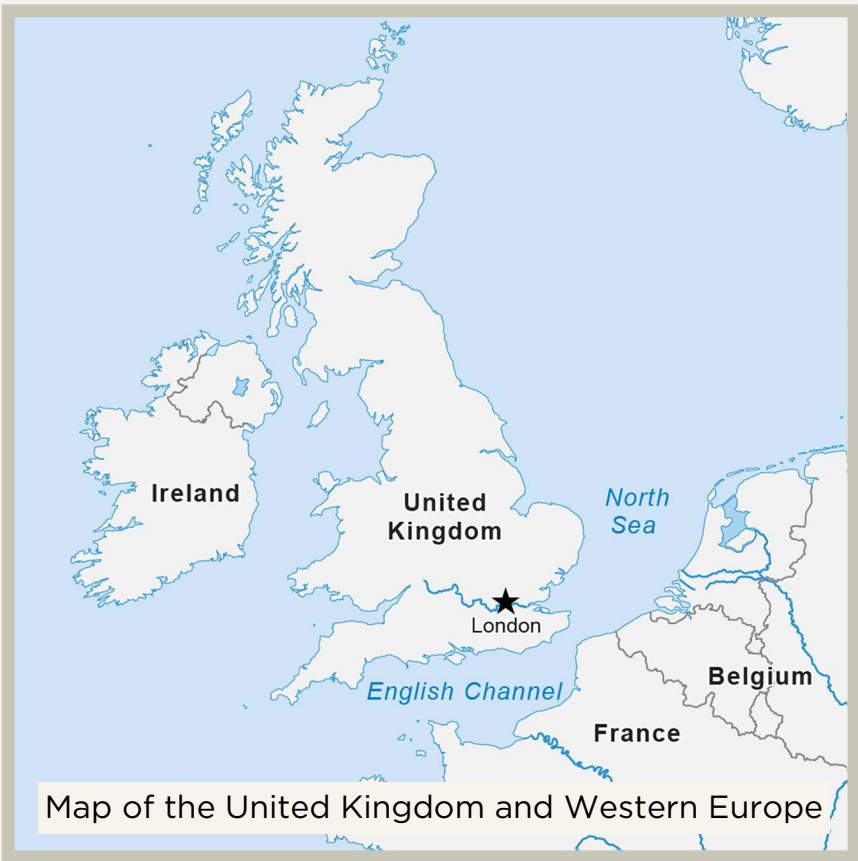 Ireland
United
Kingdom
North
Sea
London
Belgium
English Channel
France
Map of the United Kingdom and Western Europe